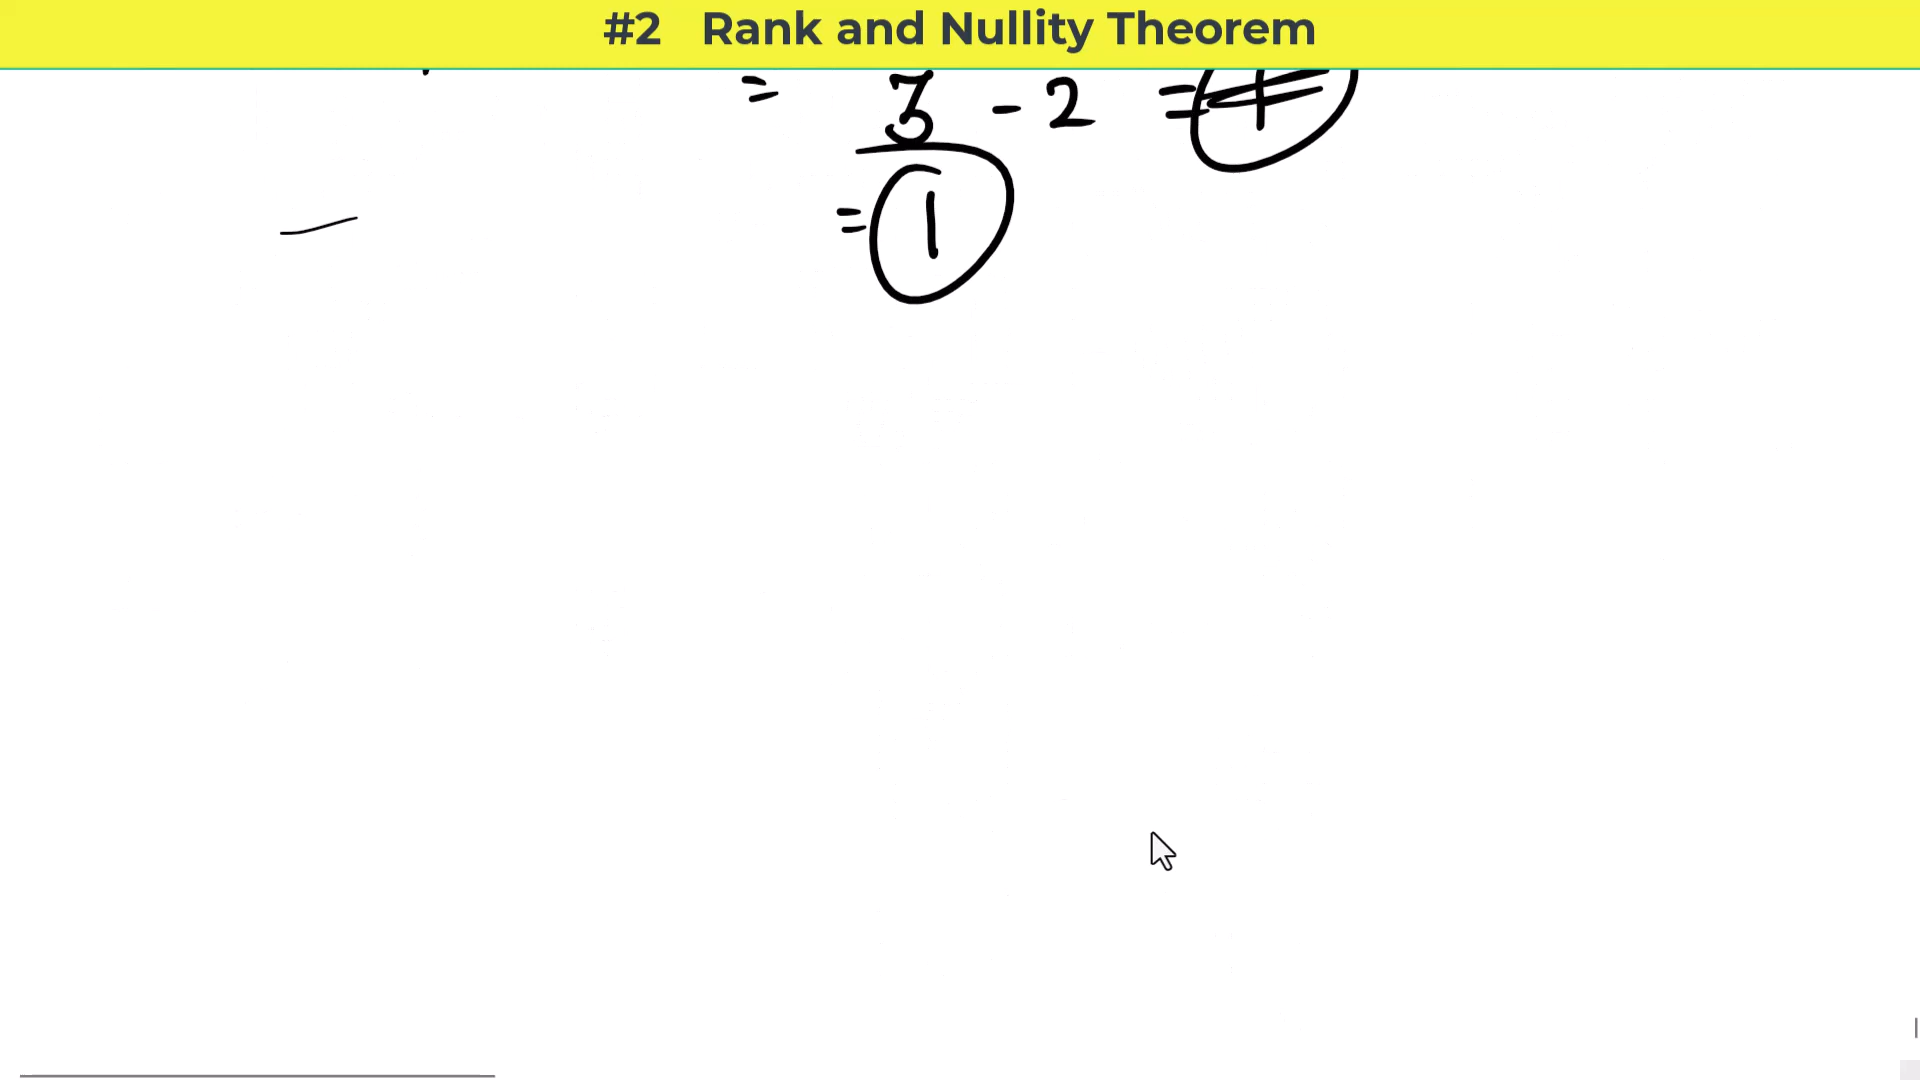 #2 Rank and Nullity Theorem
= 3 - 2 =
= 1